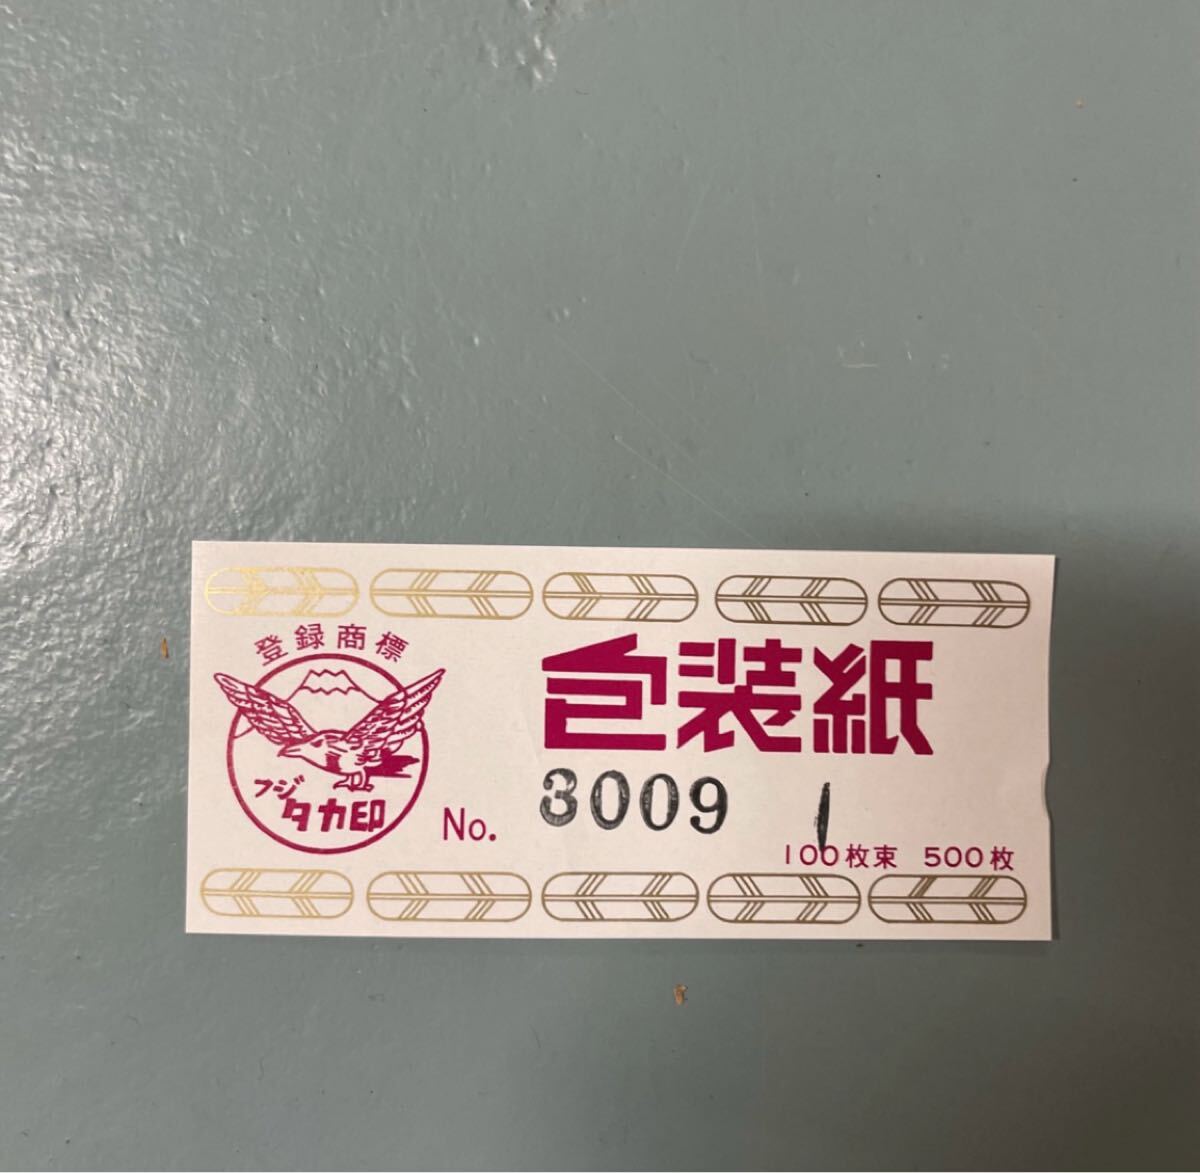 登録商標
フジ
タカ印
包装紙
No. 3009 1
100枚束 500枚